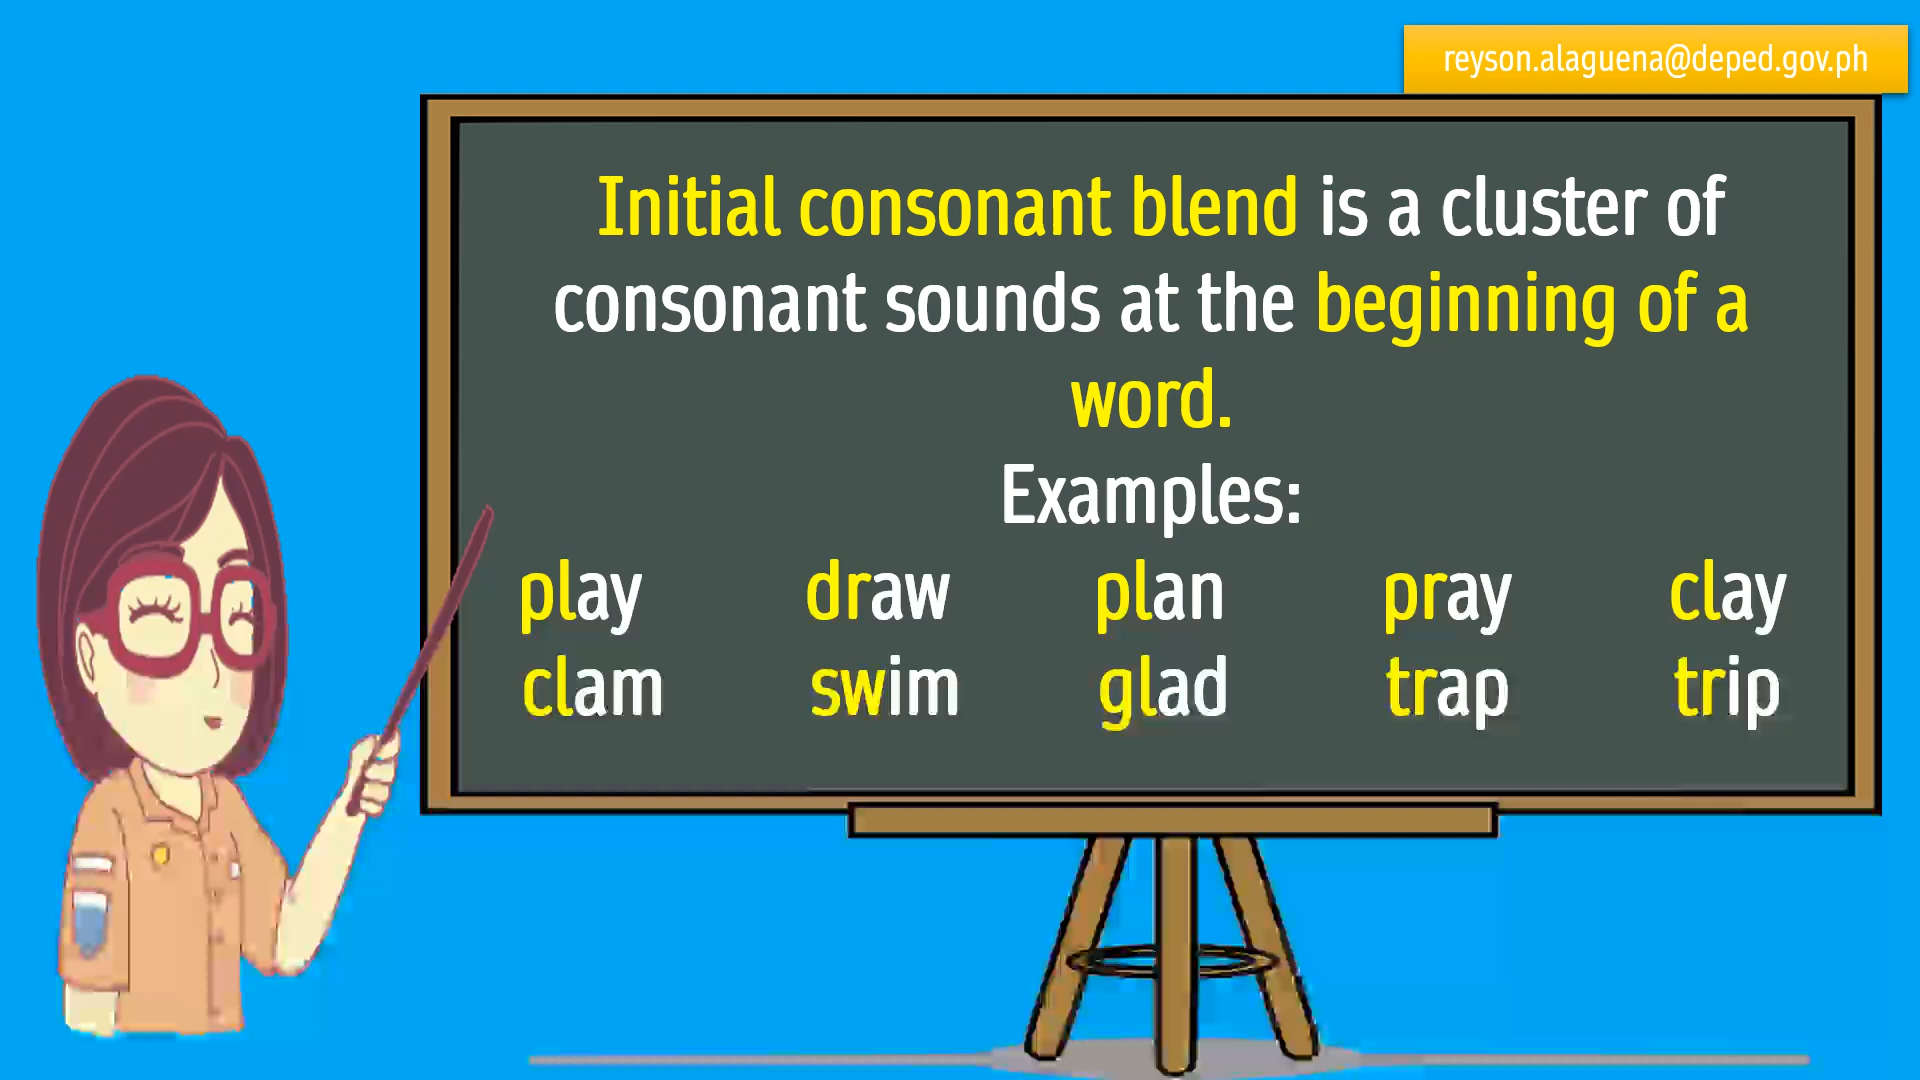 reyson.alaguena@deped.gov.ph
Initial consonant blend is a cluster of
consonant sounds at the beginning of a
word.
Examples:
play draw plan pray clay
clam swim glad trap trip